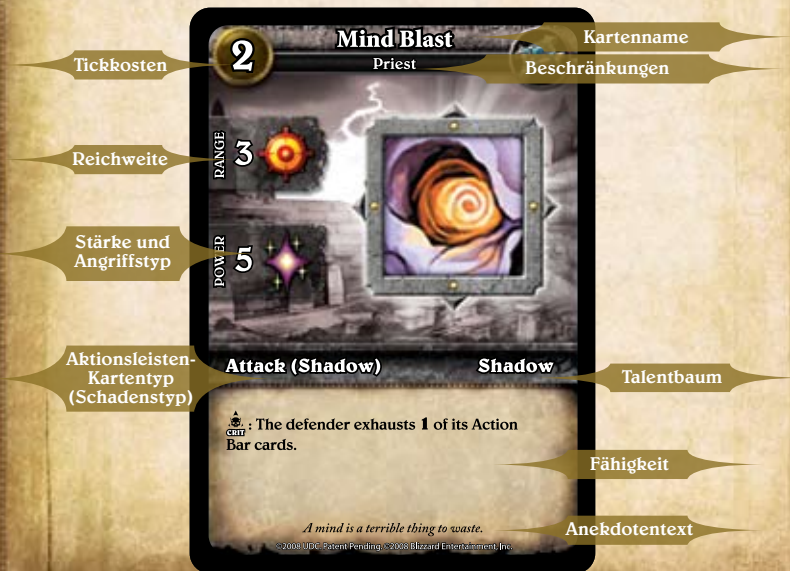 2
Mind Blast
Priest
Kartenname
Beschränkungen
Tickkosten
RANGE
3
Reichweite
POWER
5
Stärke und
Angriffstyp
Aktionsleisten-
Kartentyp
(Schadenstyp)
Attack (Shadow)
Shadow
Talentbaum
CRIT : The defender exhausts 1 of its Action
Bar cards.
Fähigkeit
A mind is a terrible thing to waste.
Anekdotentext
©2008 UDC. Patent Pending. ©2008 Blizzard Entertainment, Inc.